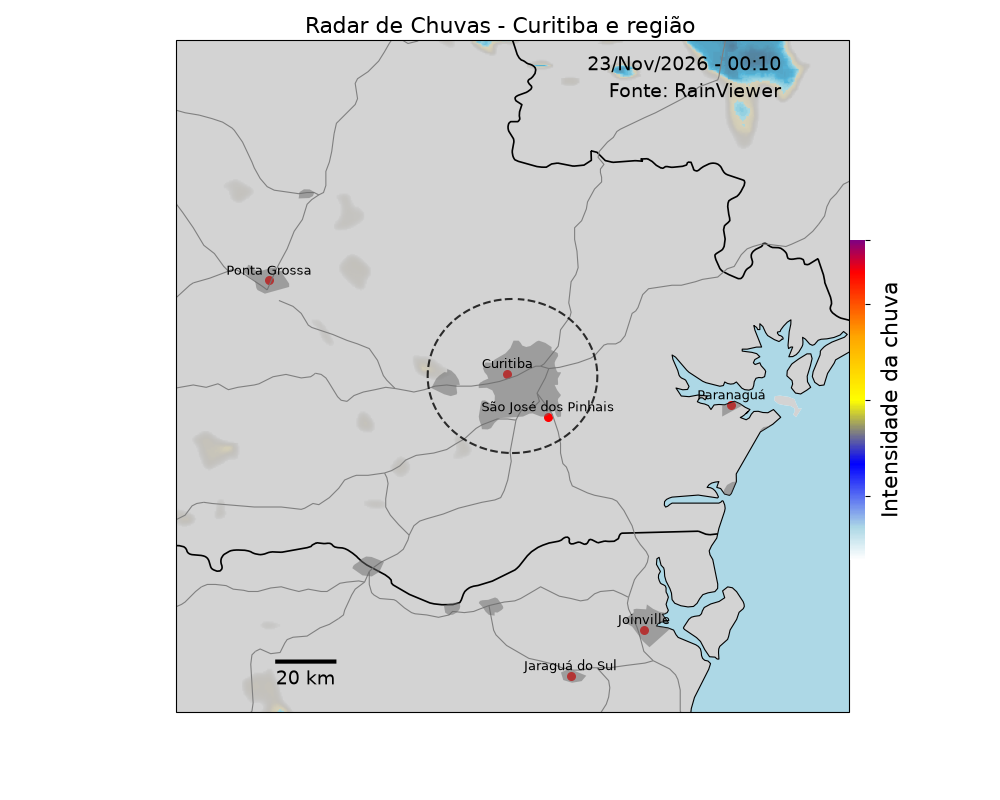 Radar de Chuvas - Curitiba e região
23/Nov/2026 - 00:10
Fonte: RainViewer
Ponta Grossa
Curitiba
Paranaguá
São José dos Pinhais
Intensidade da chuva
Joinville
Jaraguá do Sul
20 km